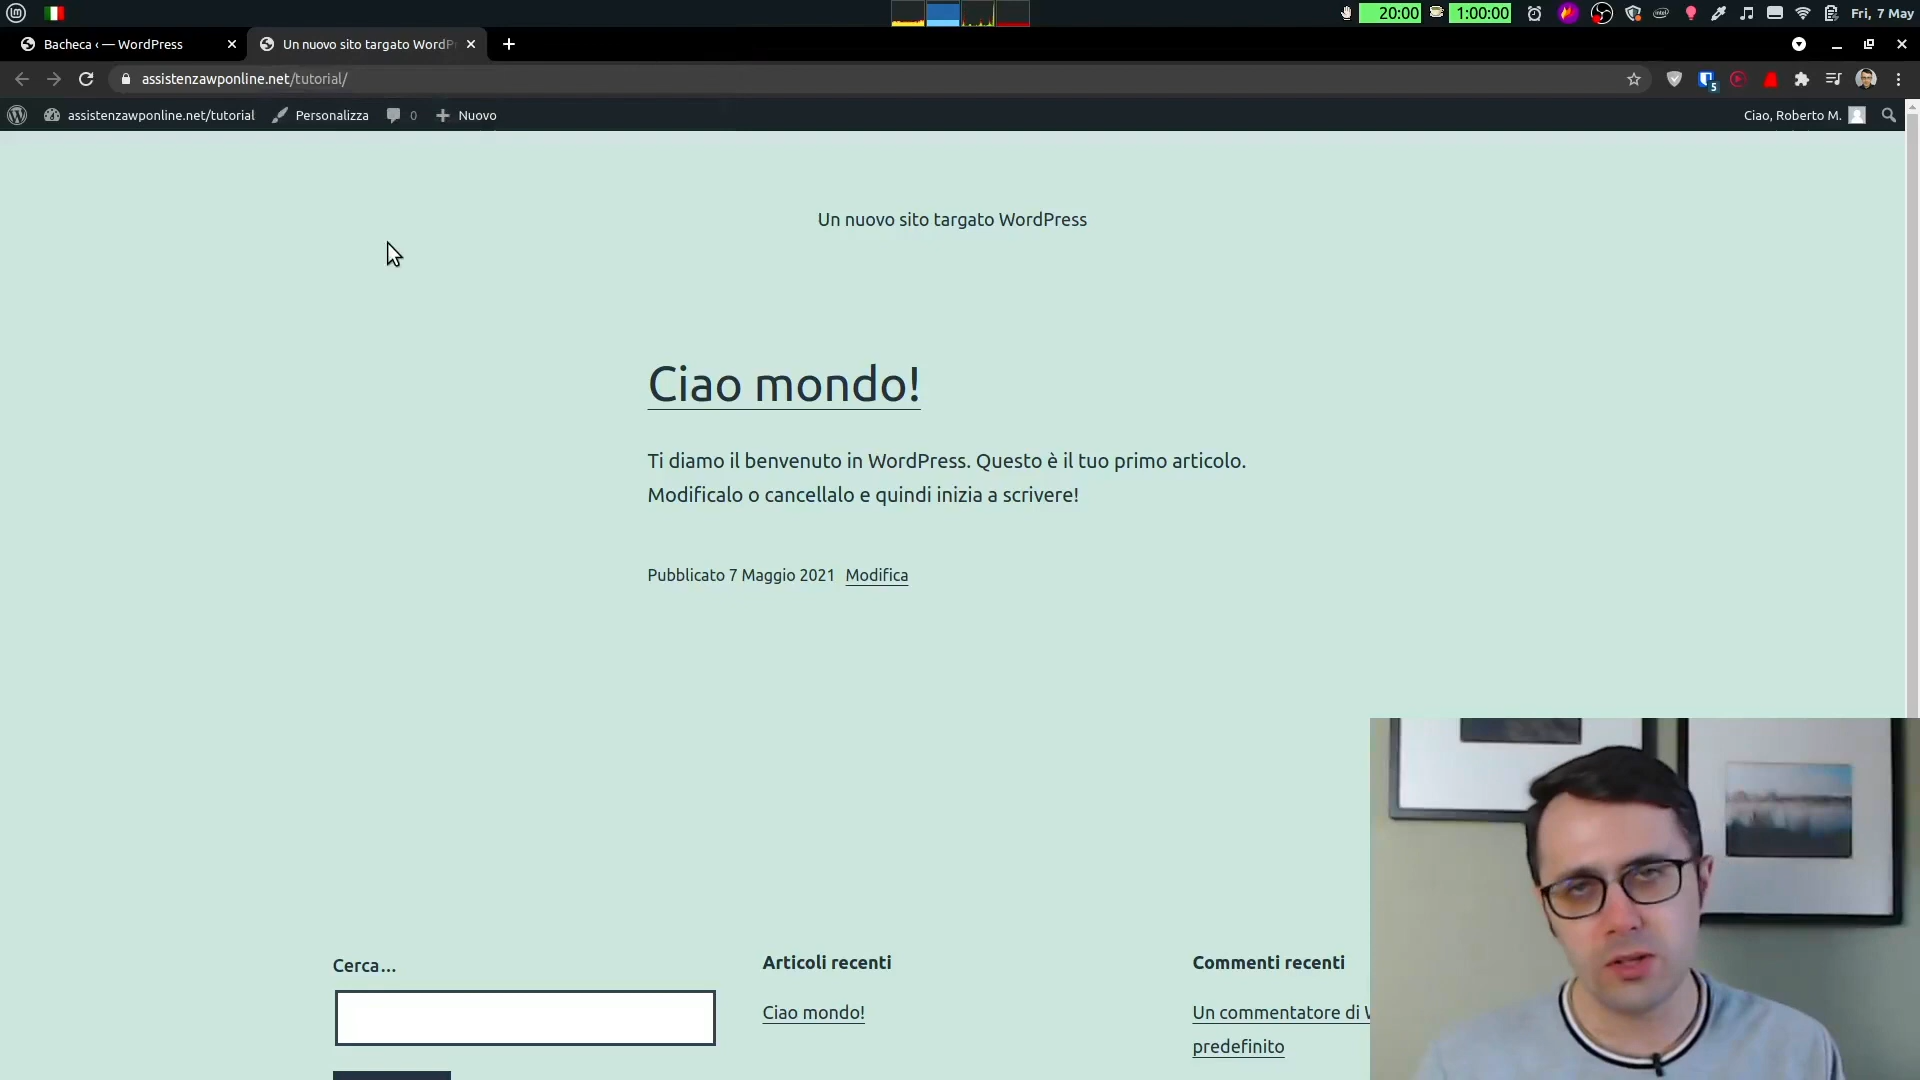 20:00
1:00:00
Fri, 7 May
Bacheca ‹ — WordPress
Un nuovo sito targato WordP
assistenzawponline.net/tutorial/
5
assistenzawponline.net/tutorial
Personalizza
0
Nuovo
Ciao, Roberto M.
Un nuovo sito targato WordPress
Ciao mondo!
Ti diamo il benvenuto in WordPress. Questo è il tuo primo articolo.
Modificalo o cancellalo e quindi inizia a scrivere!
Pubblicato 7 Maggio 2021 Modifica
Cerca…
Articoli recenti
Ciao mondo!
Commenti recenti
Un commentatore di
predefinito